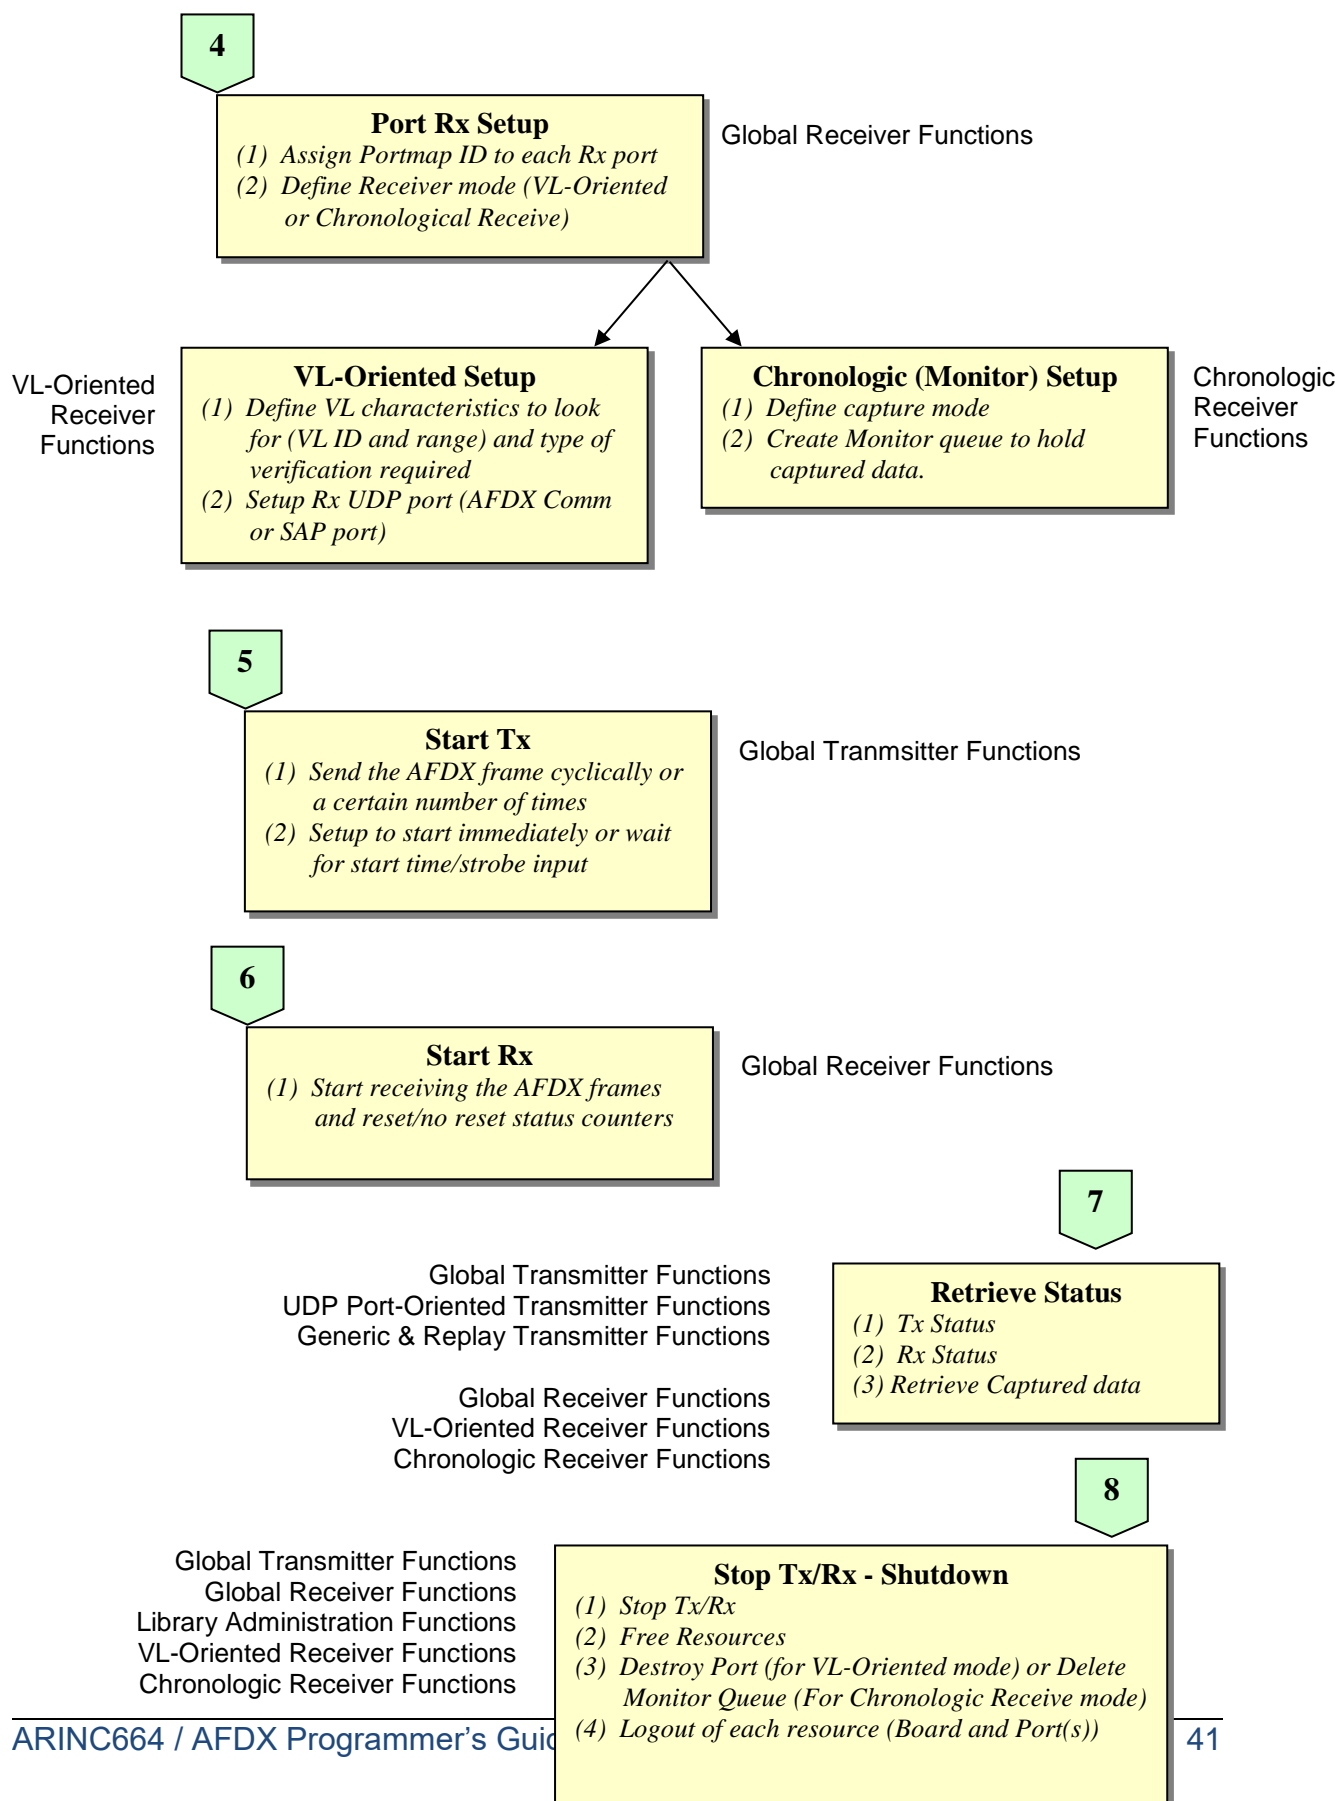 4
Port Rx Setup
(1) Assign Portmap ID to each Rx port
(2) Define Receiver mode (VL-Oriented
or Chronological Receive)
Global Receiver Functions
VL-Oriented
Receiver
Functions
VL-Oriented Setup
(1) Define VL characteristics to look
for (VL ID and range) and type of
verification required
(2) Setup Rx UDP port (AFDX Comm
or SAP port)
Chronologic (Monitor) Setup
(1) Define capture mode
(2) Create Monitor queue to hold
captured data.
Chronologic
Receiver
Functions
5
Start Tx
(1) Send the AFDX frame cyclically or
a certain number of times
(2) Setup to start immediately or wait
for start time/strobe input
Global Tranmsitter Functions
6
Start Rx
(1) Start receiving the AFDX frames
and reset/no reset status counters
Global Receiver Functions
7
Global Transmitter Functions
UDP Port-Oriented Transmitter Functions
Generic & Replay Transmitter Functions
Global Receiver Functions
VL-Oriented Receiver Functions
Chronologic Receiver Functions
Retrieve Status
(1) Tx Status
(2) Rx Status
(3) Retrieve Captured data
8
Global Transmitter Functions
Global Receiver Functions
Library Administration Functions
VL-Oriented Receiver Functions
Chronologic Receiver Functions
Stop Tx/Rx - Shutdown
(1) Stop Tx/Rx
(2) Free Resources
(3) Destroy Port (for VL-Oriented mode) or Delete
Monitor Queue (For Chronologic Receive mode)
(4) Logout of each resource (Board and Port(s))
ARINC664 / AFDX Programmer's
41